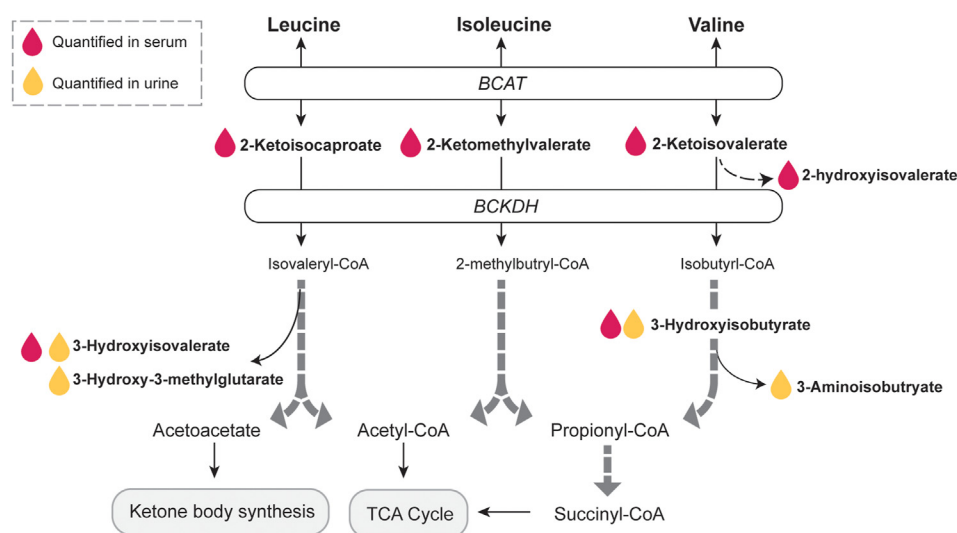 Leucine
Isoleucine
Valine
Quantified in serum
Quantified in urine
BCAT
2-Ketoisocaproate
2-Ketomethylvalerate
2-Ketoisovalerate
2-hydroxyisovalerate
BCKDH
Isovaleryl-CoA
2-methylbutryl-CoA
Isobutyrl-CoA
3-Hydroxyisobutyrate
3-Hydroxyisovalerate
3-Hydroxy-3-methylglutarate
3-Aminoisobutryate
Acetoacetate
Acetyl-CoA
Propionyl-CoA
Ketone body synthesis
TCA Cycle
Succinyl-CoA